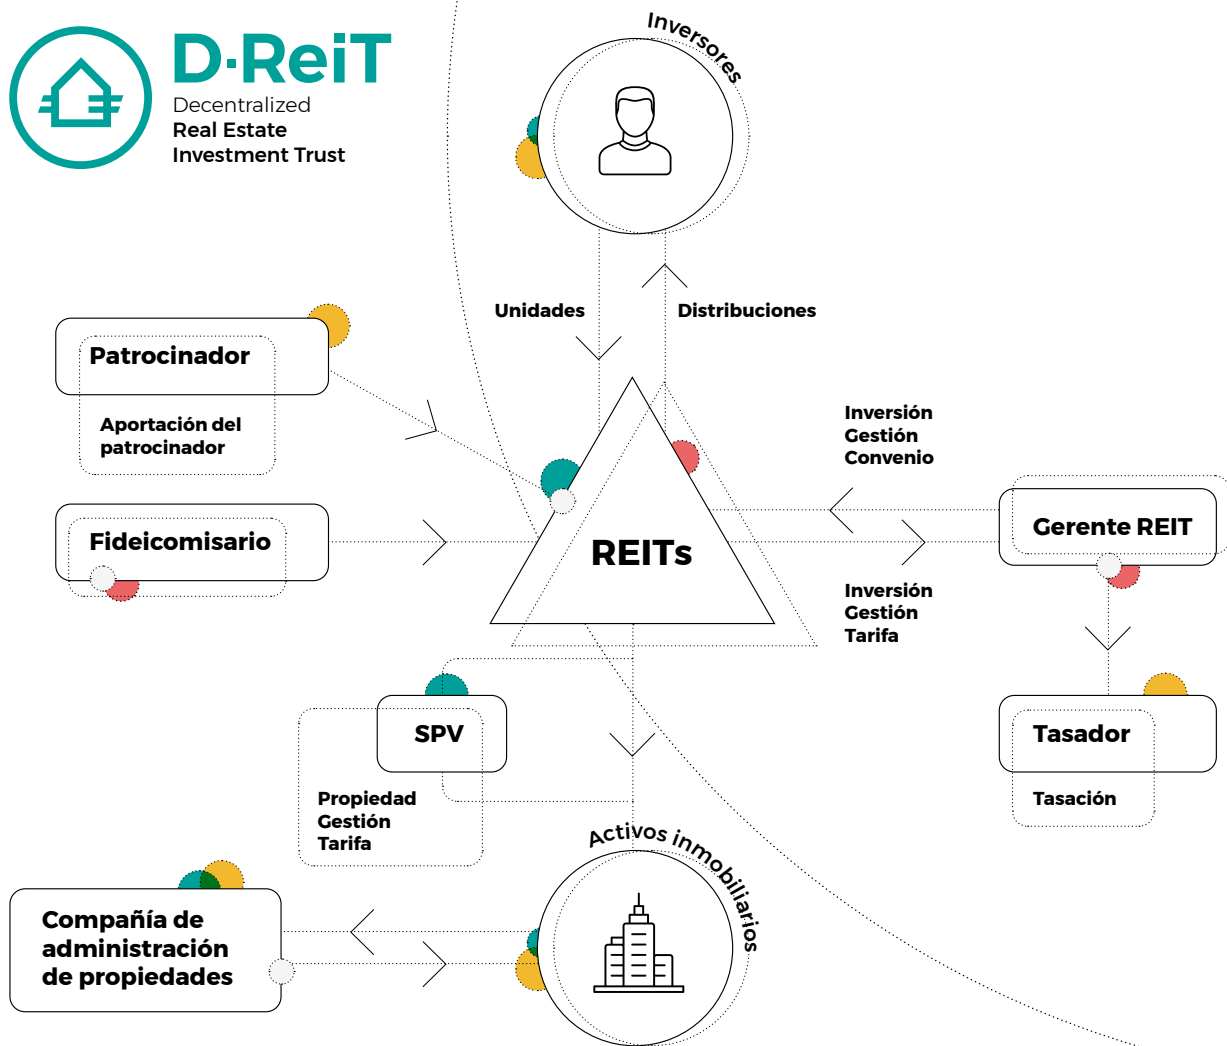 D·ReiT
Decentralized
Real Estate
Investment Trust
Inversores
Unidades
Distribuciones
Patrocinador
Aportación del
patrocinador
Fideicomisario
REITs
Inversión
Gestión
Convenio
Gerente REIT
Inversión
Gestión
Tarifa
SPV
Propiedad
Gestión
Tarifa
Tasador
Tasación
Activos inmobiliarios
Compañía de
administración
de propiedades